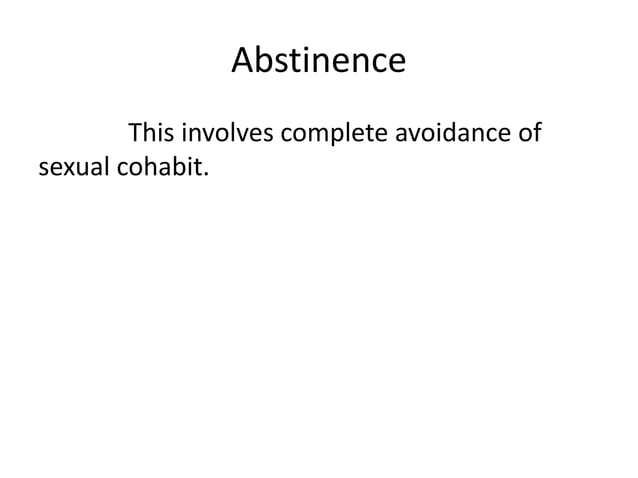 Abstinence
This involves complete avoidance of
sexual cohabit.